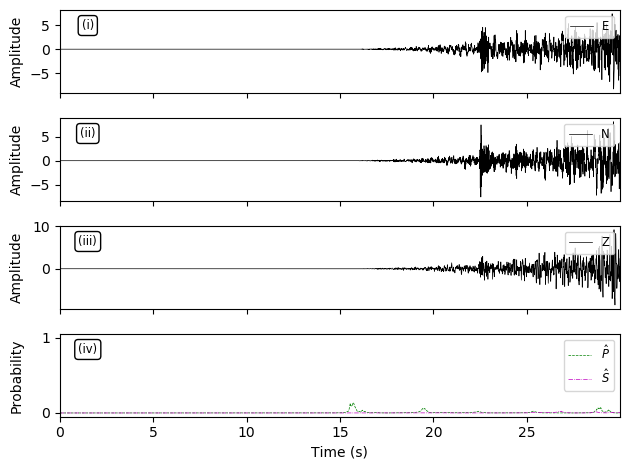 Amplitude
5
0
−5
(i)
E
Amplitude
5
0
−5
(ii)
N
Amplitude
10
0
(iii)
Z
Probability
1
0
(iv)
P̂
Ŝ
0 5 10 15 20 25
Time (s)